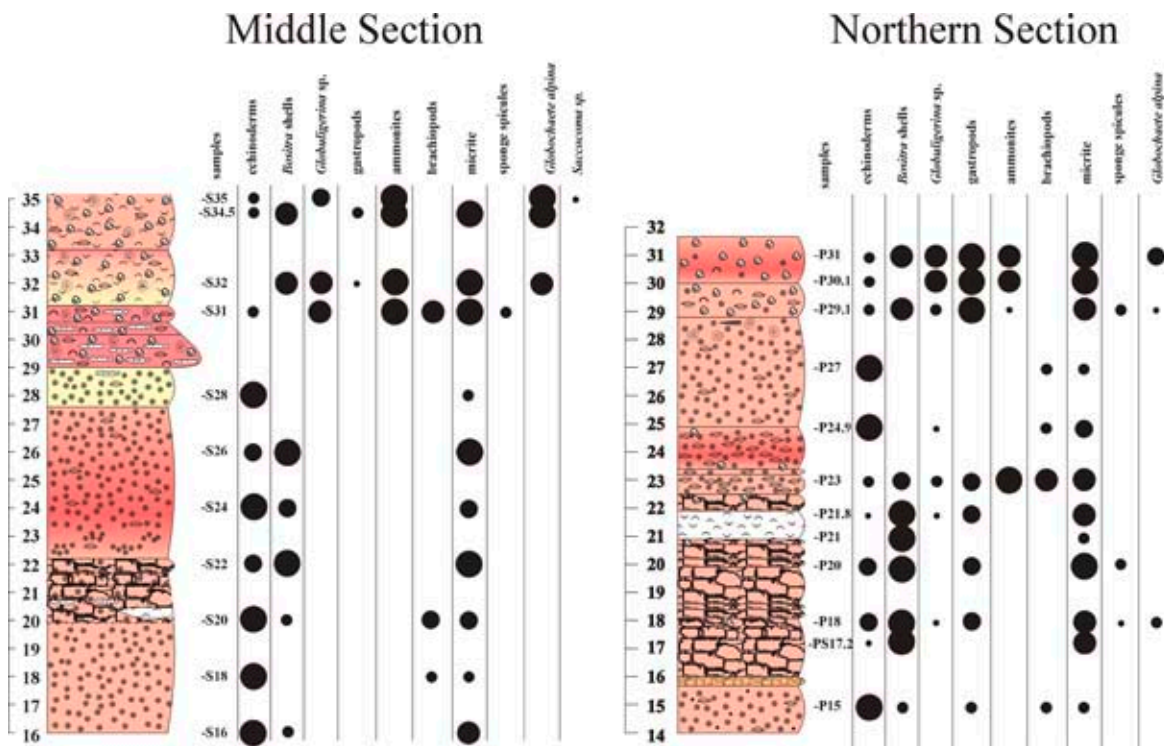 Middle Section
samples
echinoderms
Bositra shells
Globuligerina sp.
gastropods
ammonites
brachiopods
micrite
sponge spicules
Globochaete alpina
Saccocoma sp.
35
34
33
32
31
30
29
28
27
26
25
24
23
22
21
20
19
18
17
16
-S35
-S34.5
-S32
-S31
-S28
-S26
-S24
-S22
-S20
-S18
-S16
Northern Section
samples
echinoderms
Bositra shells
Globuligerina sp.
gastropods
ammonites
brachiopods
micrite
sponge spicules
Globochaete alpina
32
31
30
29
27
26
25
24
23
22
21
20
18
17
16
15
14
-P31
-P30.1
-P29.1
-P27
-P24.9
-P23
-P21.8
-P21
-P20
-P18
-PS17.2
-P15